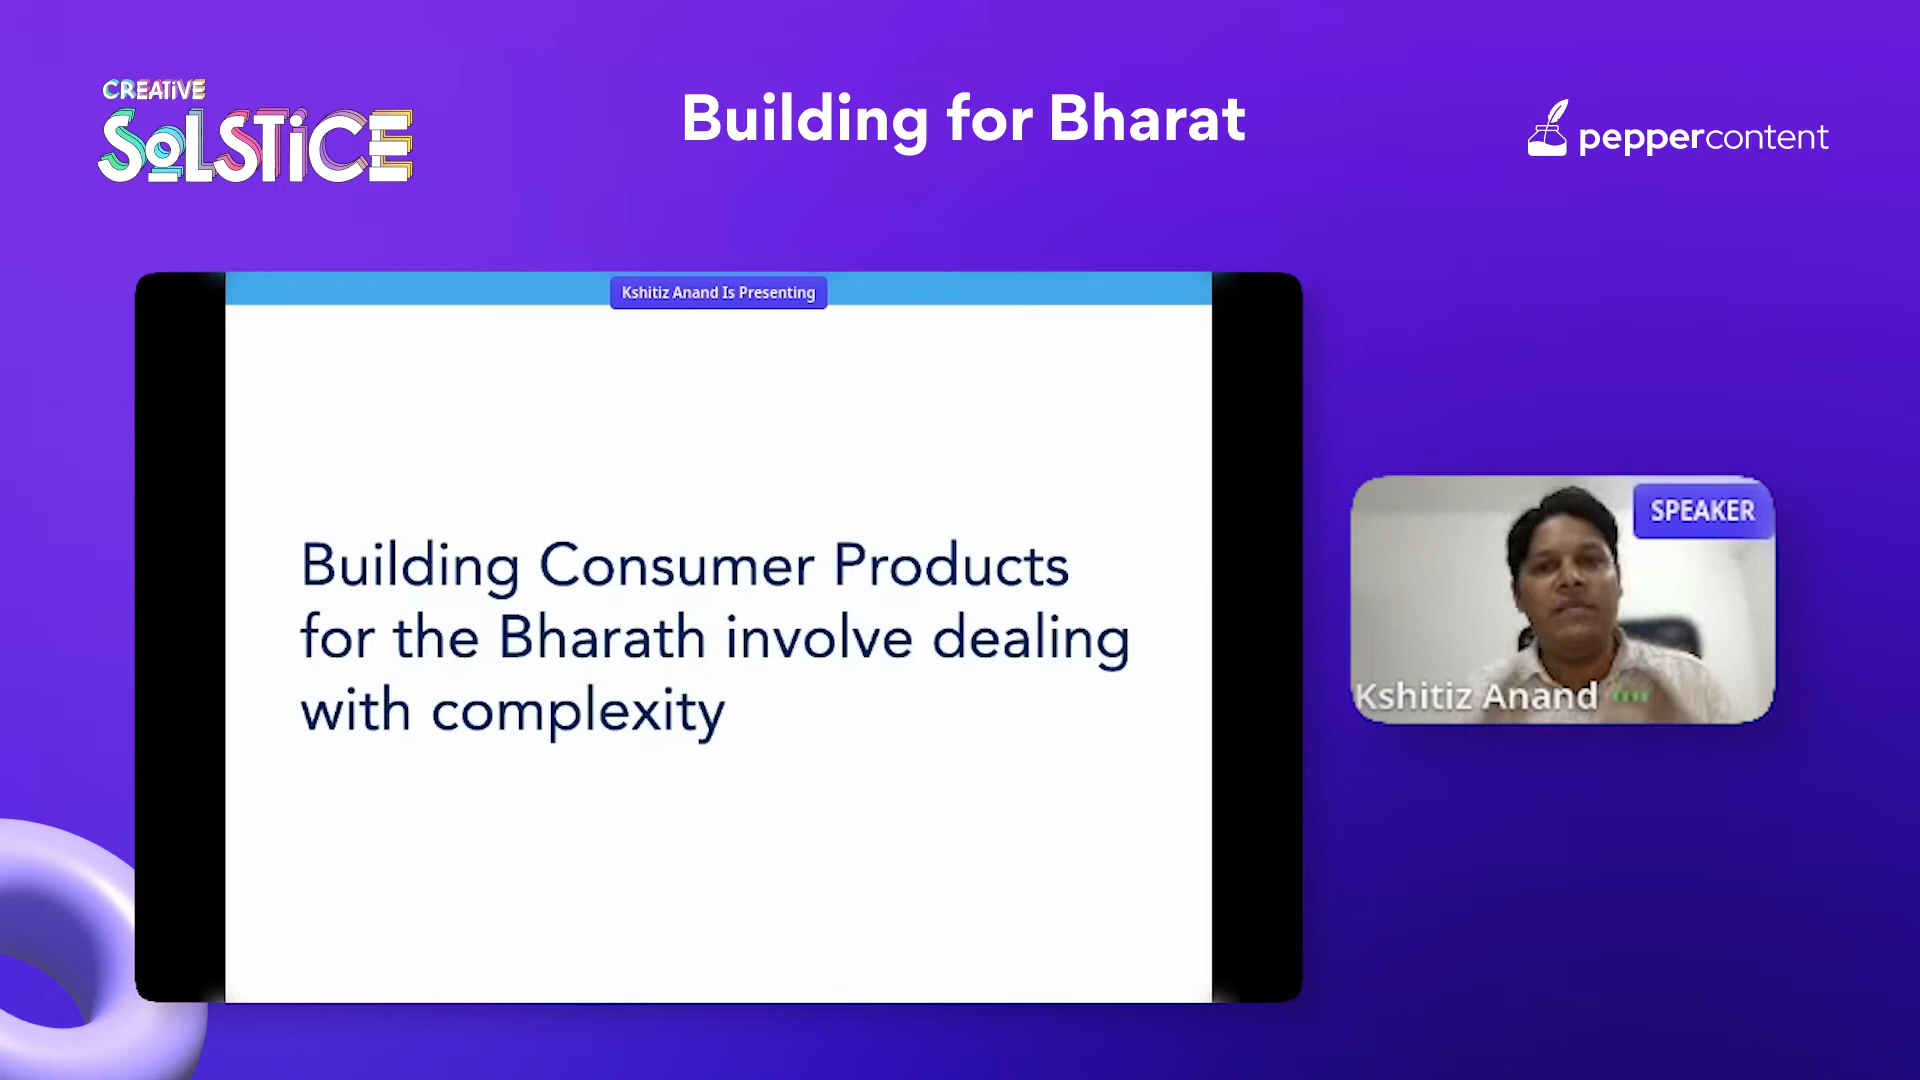 CREATIVE
SOLSTICE
Building for Bharat
peppercontent
Kshitiz Anand Is Presenting
Building Consumer Products
for the Bharath involve dealing
with complexity
SPEAKER
Kshitiz Anand